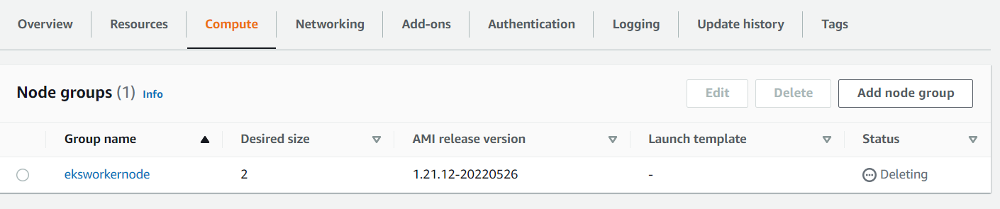 Overview Resources Compute Networking Add-ons Authentication Logging Update history Tags
Node groups (1) Info Edit Delete Add node group
Group name Desired size AMI release version Launch template Status
eksworkernode 2 1.21.12-20220526 - Deleting